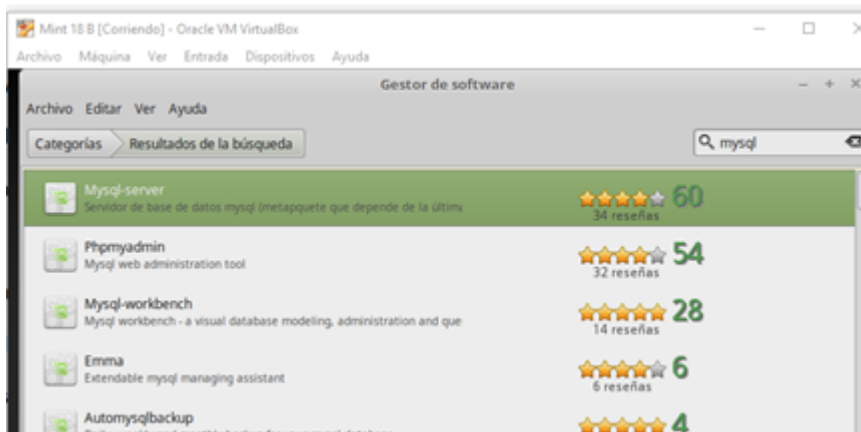 Mint 18 B [Corriendo] - Oracle VM VirtualBox
Archivo Máquina Ver Entrada Dispositivos Ayuda
Gestor de software
Archivo Editar Ver Ayuda
Categorías Resultados de la búsqueda mysql
Mysql-server 60
Servidor de base de datos mysql (metapquete que depende de la última
34 reseñas
Phpmyadmin 54
Mysql web administration tool
32 reseñas
Mysql-workbench 28
Mysql workbench - a visual database modeling, administration and que
14 reseñas
Emma 6
Extendable mysql managing assistant
6 reseñas
Automysqlbackup 4